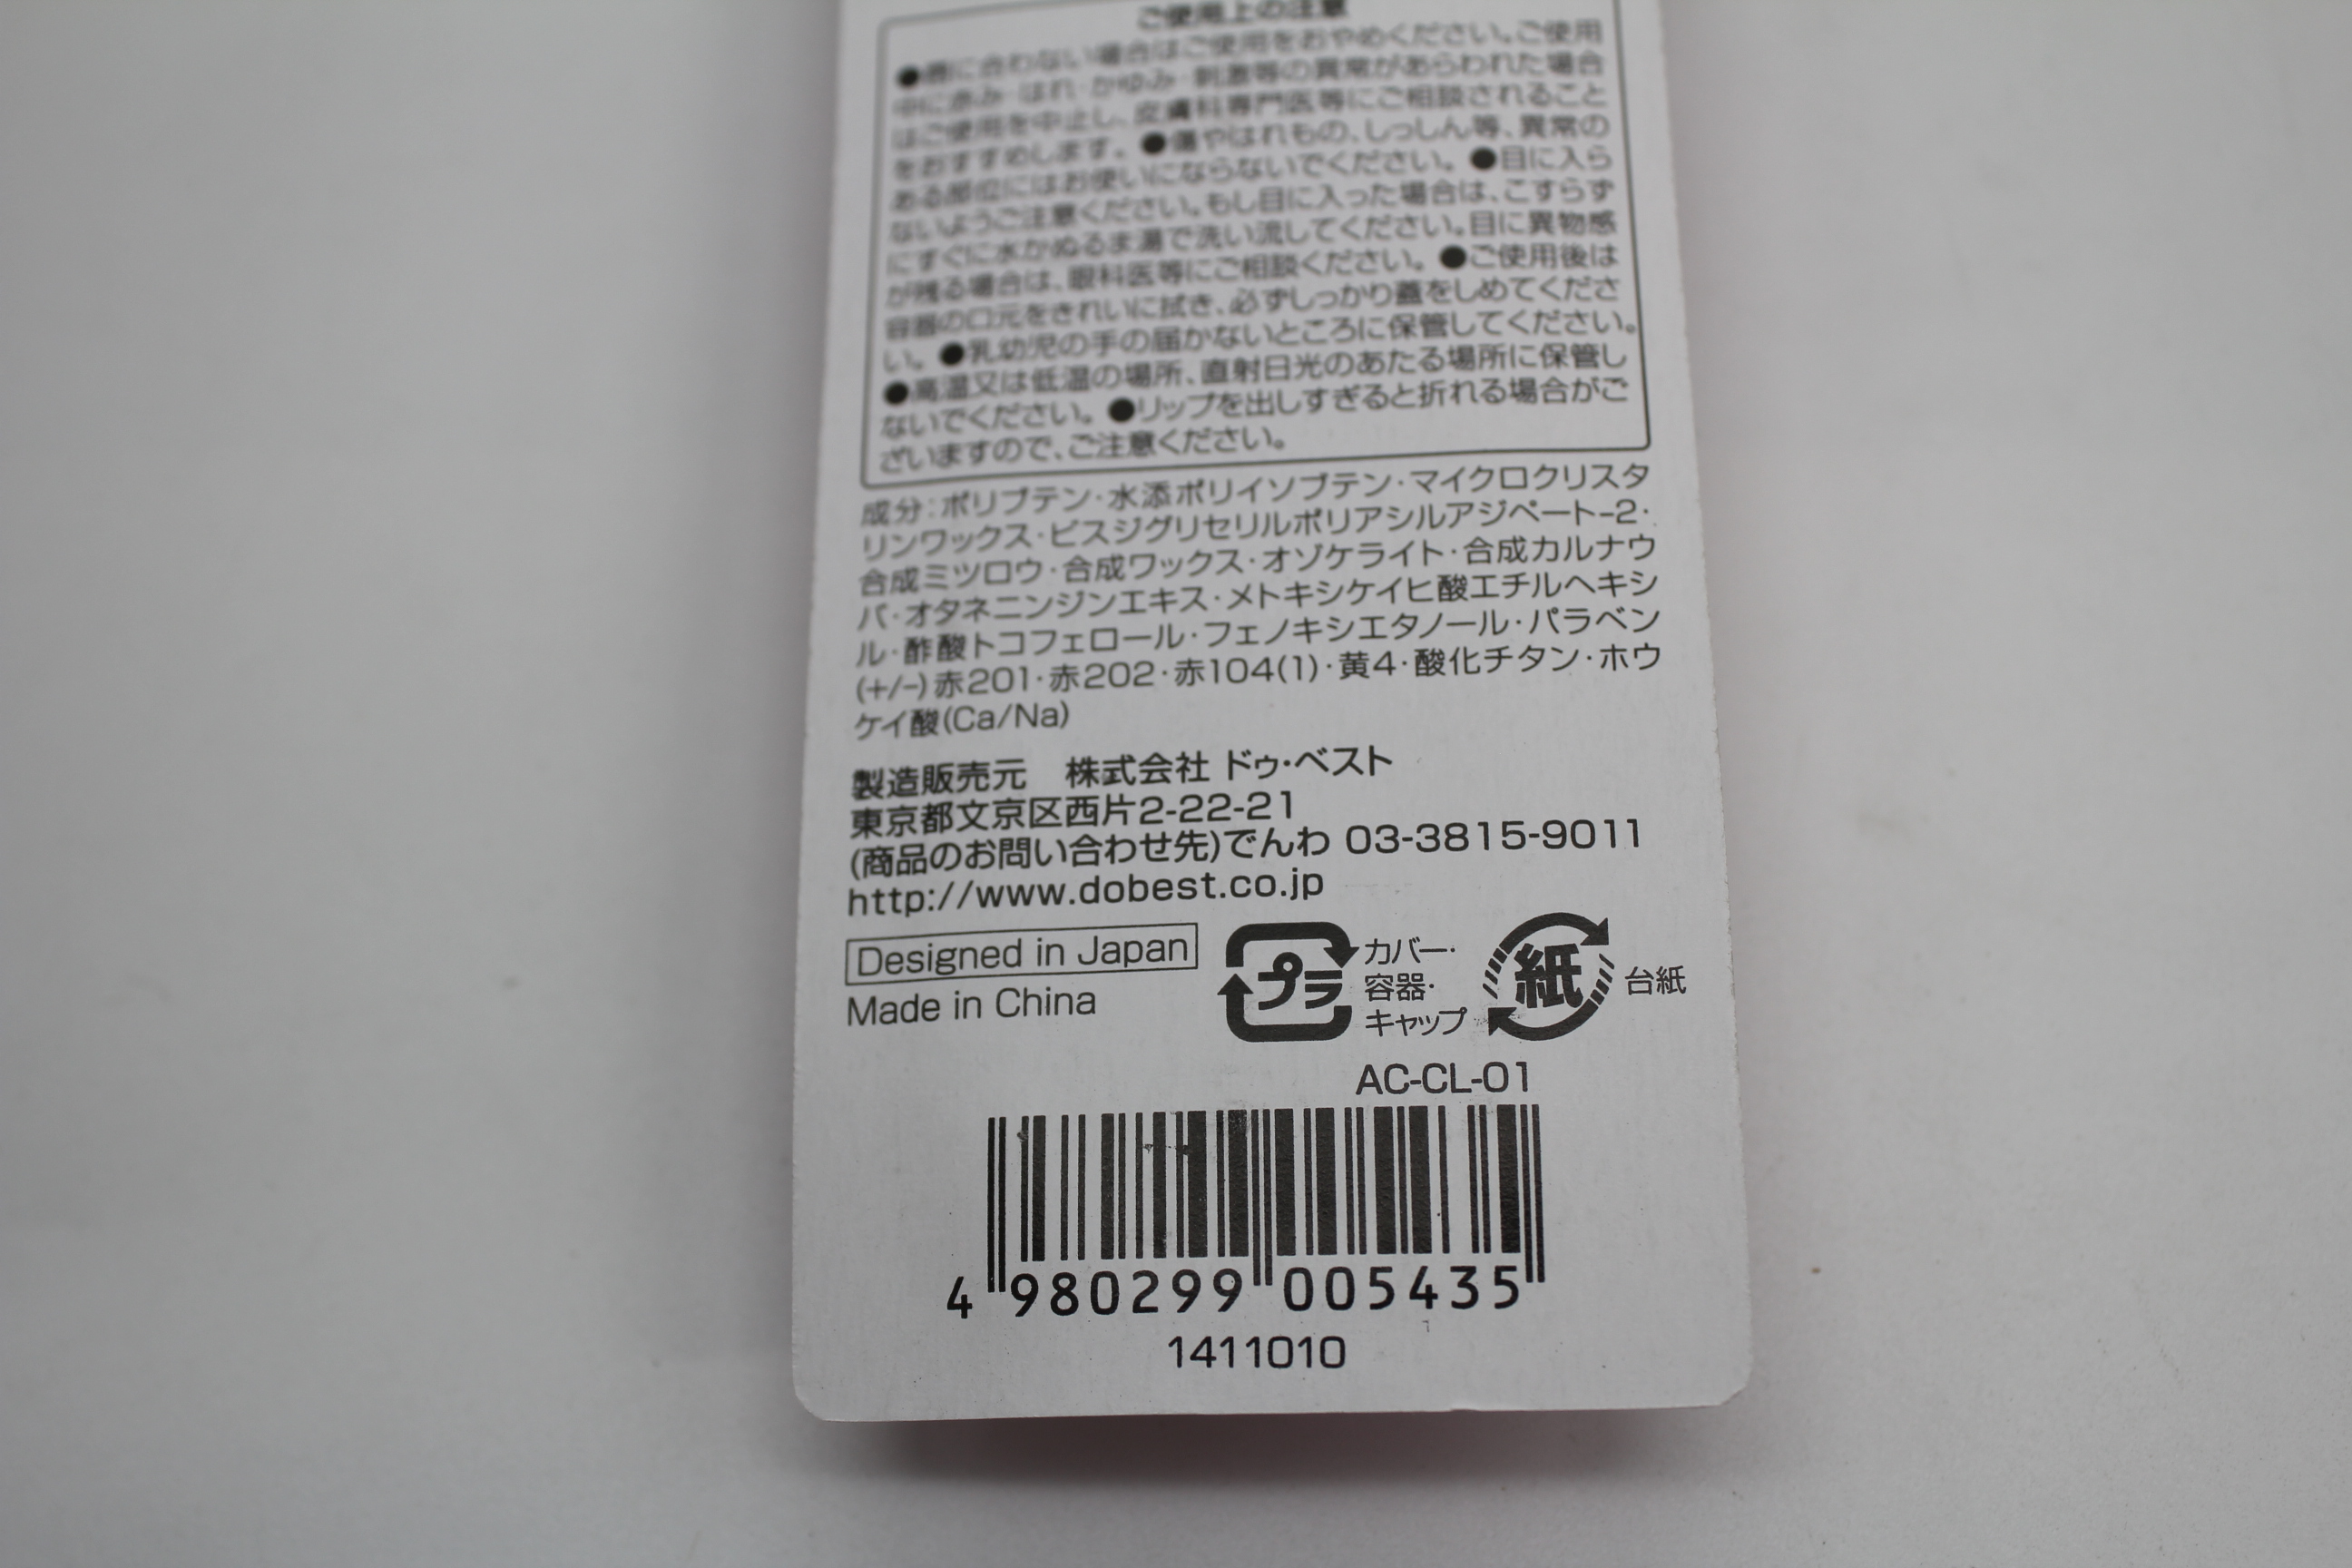 ご使用上の注意
●唇に合わない場合はご使用をおやめください。ご使用
中に赤み・はれ・かゆみ・刺激等の異常があらわれた場合
はご使用を中止し、皮膚科専門医等にご相談されること
をおすすめします。●傷やはれもの、しっしん等、異常の
ある部位にはお使いにならないでください。●目に入ら
ないようご注意ください。もし目に入った場合は、こすらず
にすぐに水かぬるま湯で洗い流してください。目に異物感
が残る場合は、眼科医等にご相談ください。●ご使用後は
容器の口元をきれいに拭き、必ずしっかり蓋をしめてくださ
い。●乳幼児の手の届かないところに保管してください。
●高温又は低温の場所、直射日光のあたる場所に保管し
ないでください。●リップを出しすぎると折れる場合がご
ざいますので、ご注意ください。
成分：ポリブテン・水添ポリイソブテン・マイクロクリスタ
リンワックス・ビスジグリセリルポリアシルアジペート-2・
合成ミツロウ・合成ワックス・オゾケライト・合成カルナウ
バ・オタネニンジンエキス・メトキシケイヒ酸エチルヘキシ
ル・酢酸トコフェロール・フェノキシエタノール・パラベン
(+/-)赤201・赤202・赤104(1)・黄4・酸化チタン・ホウ
ケイ酸(Ca/Na)
製造販売元　株式会社 ドゥ・ベスト
東京都文京区西片2-22-21
(商品のお問い合わせ先)でんわ 03-3815-9011
http://www.dobest.co.jp
Designed in Japan
Made in China
プラ
カバー・
容器・
キャップ
紙
台紙
AC-CL-01
4 980299 005435
1411010